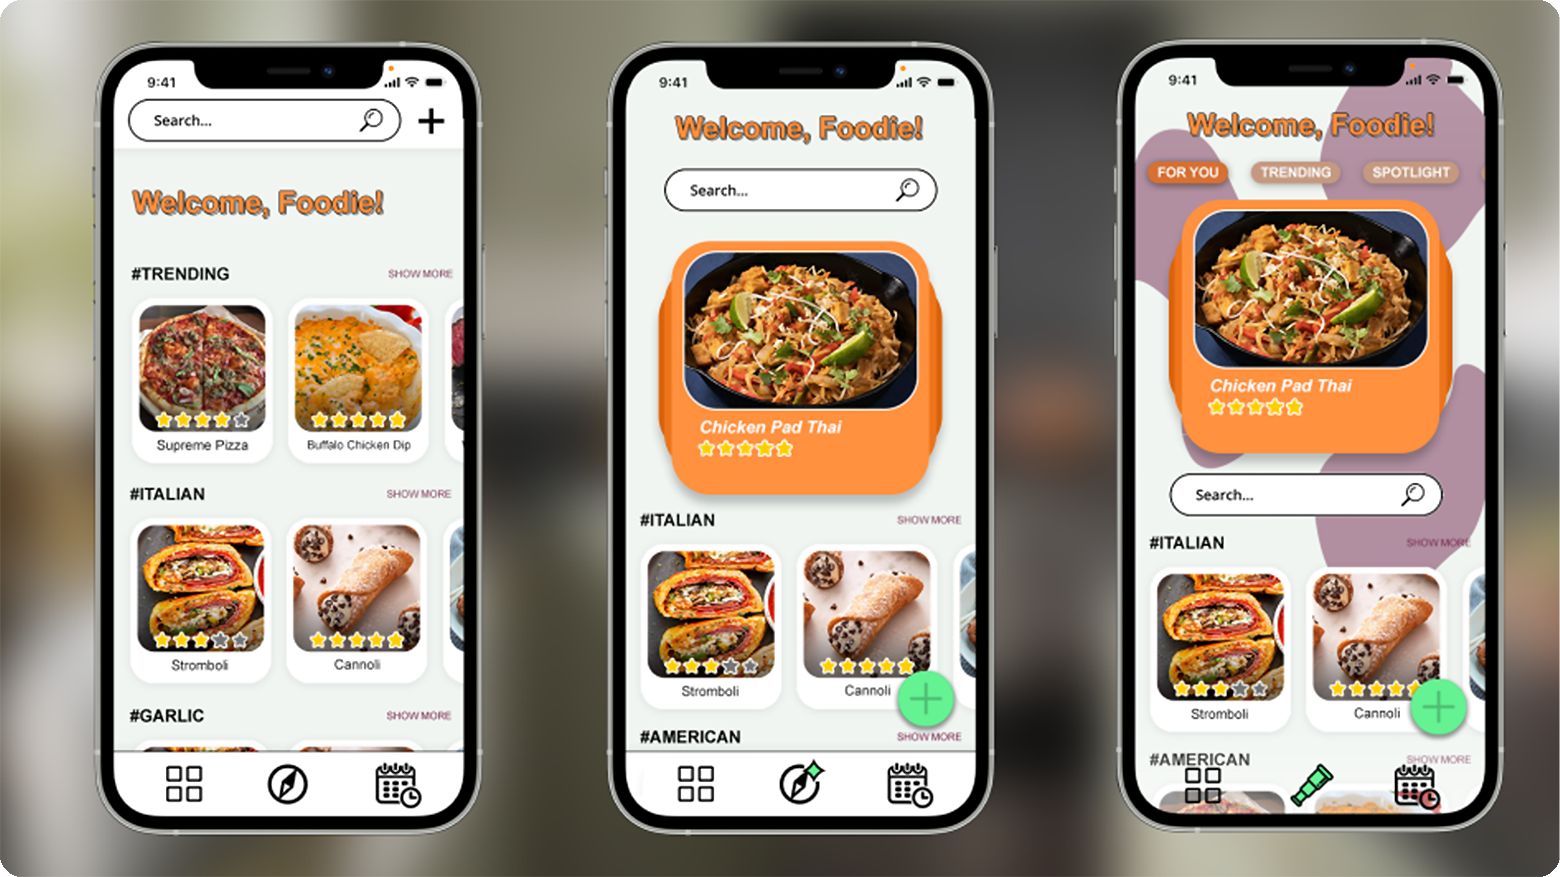 9:41
Search...
Welcome, Foodie!
#TRENDING SHOW MORE
Supreme Pizza Buffalo Chicken Dip
#ITALIAN SHOW MORE
Stromboli Cannoli
#GARLIC SHOW MORE
9:41
Welcome, Foodie!
Search...
Chicken Pad Thai
#ITALIAN SHOW MORE
Stromboli Cannoli
#AMERICAN SHOW MORE
9:41
Welcome, Foodie!
FOR YOU TRENDING SPOTLIGHT
Chicken Pad Thai
Search...
#ITALIAN SHOW MORE
Stromboli Cannoli
#AMERICAN SHOW MORE